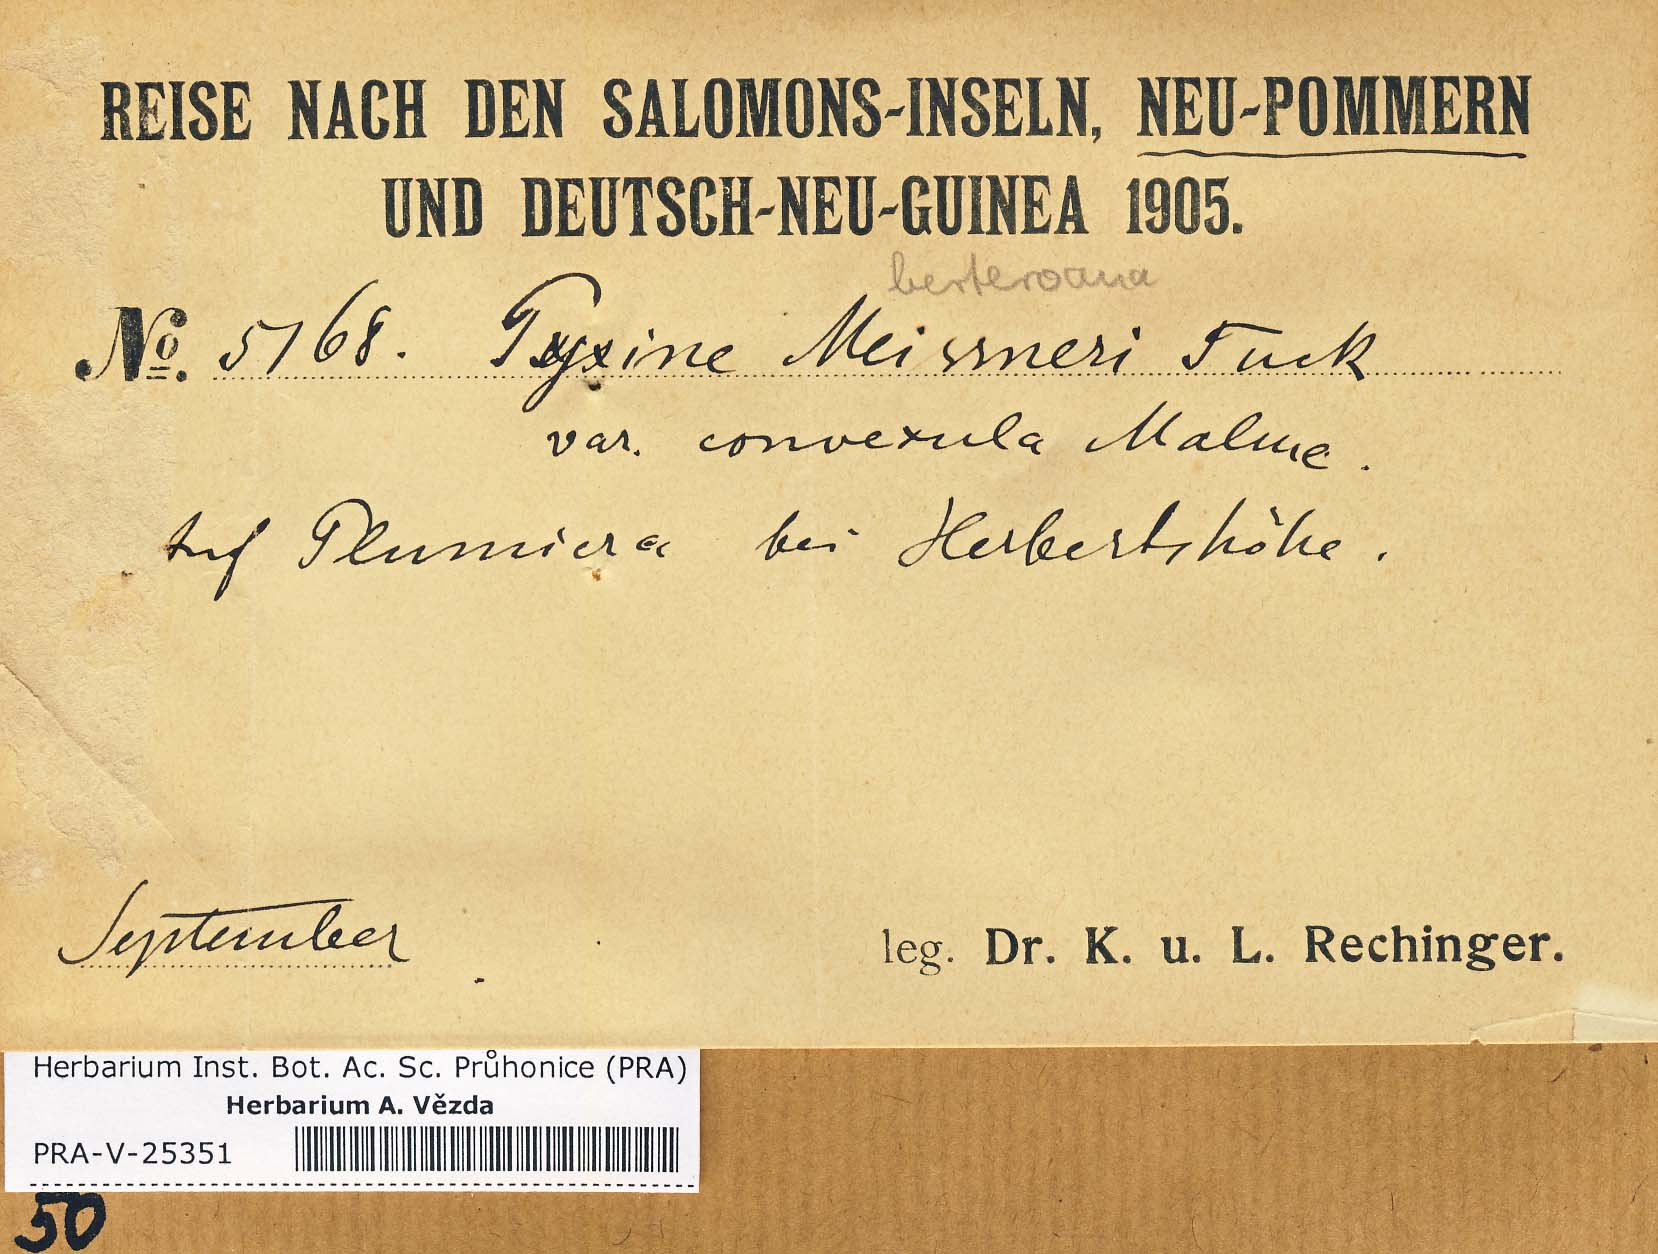 REISE NACH DEN SALOMONS-INSELN, NEU-POMMERN
UND DEUTSCH-NEU-GUINEA 1905.
berteroana
No. 5168. Pyxine Meissneri Tuck
var. convexula Malme.
Auf Plumiera bei Herbertshöhe.
September
leg. Dr. K. u. L. Rechinger.
Herbarium Inst. Bot. Ac. Sc. Průhonice (PRA)
Herbarium A. Vězda
PRA-V-25351
50